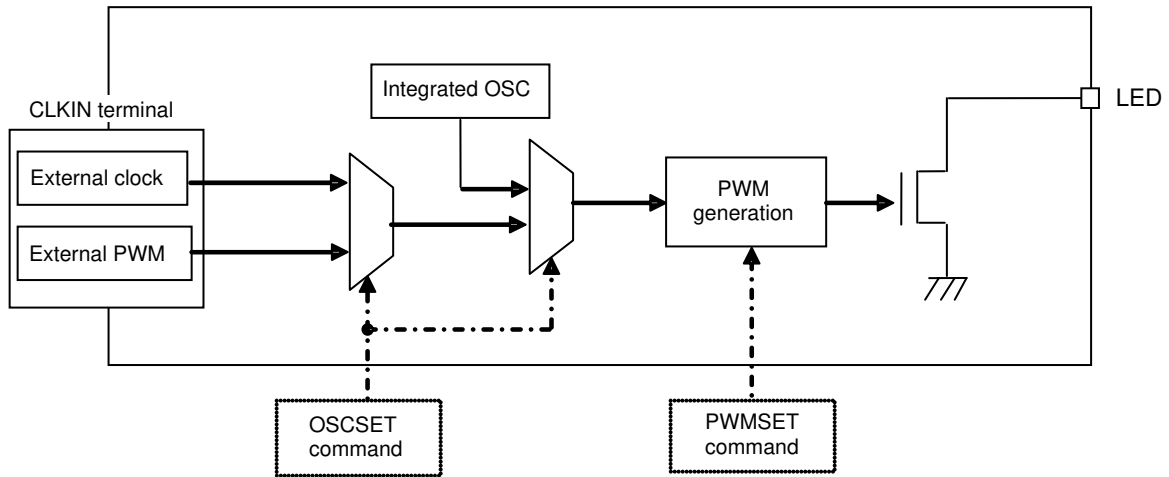 Integrated OSC
CLKIN terminal
LED
External clock
PWM
generation
External PWM
OSCSET
command
PWMSET
command